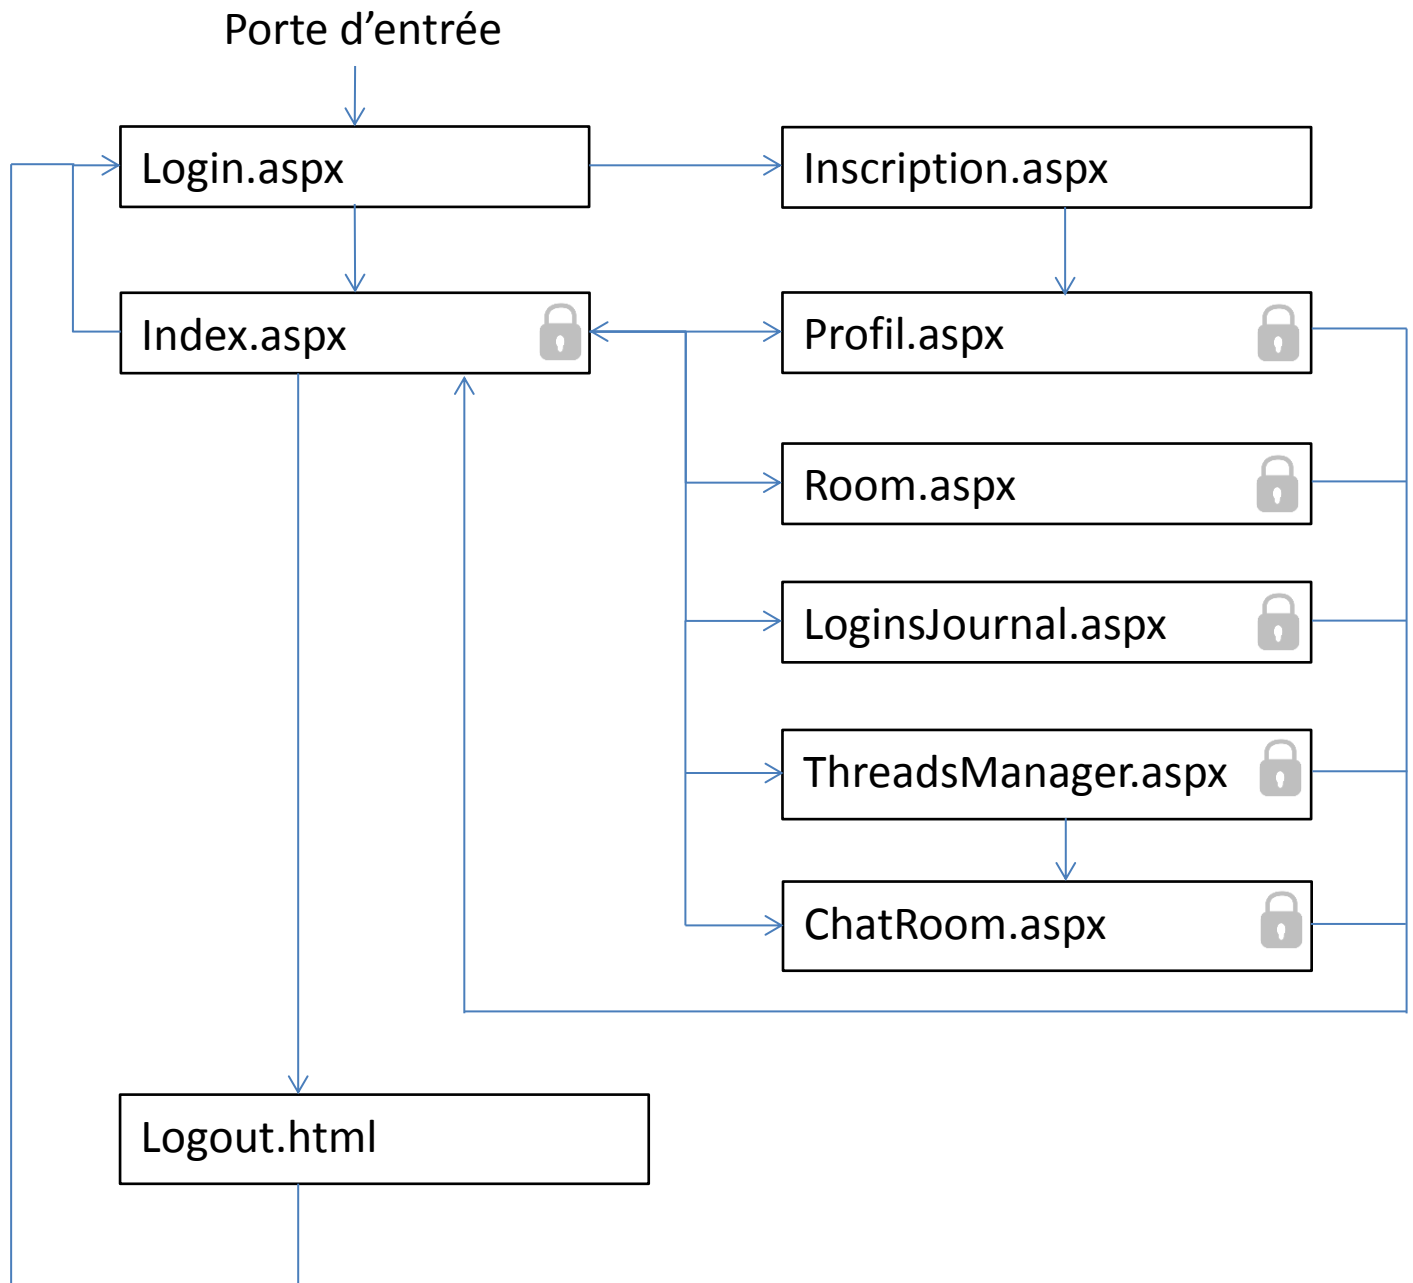 Porte d’entrée
Login.aspx
Inscription.aspx
Index.aspx
Profil.aspx
Room.aspx
LoginsJournal.aspx
ThreadsManager.aspx
ChatRoom.aspx
Logout.html